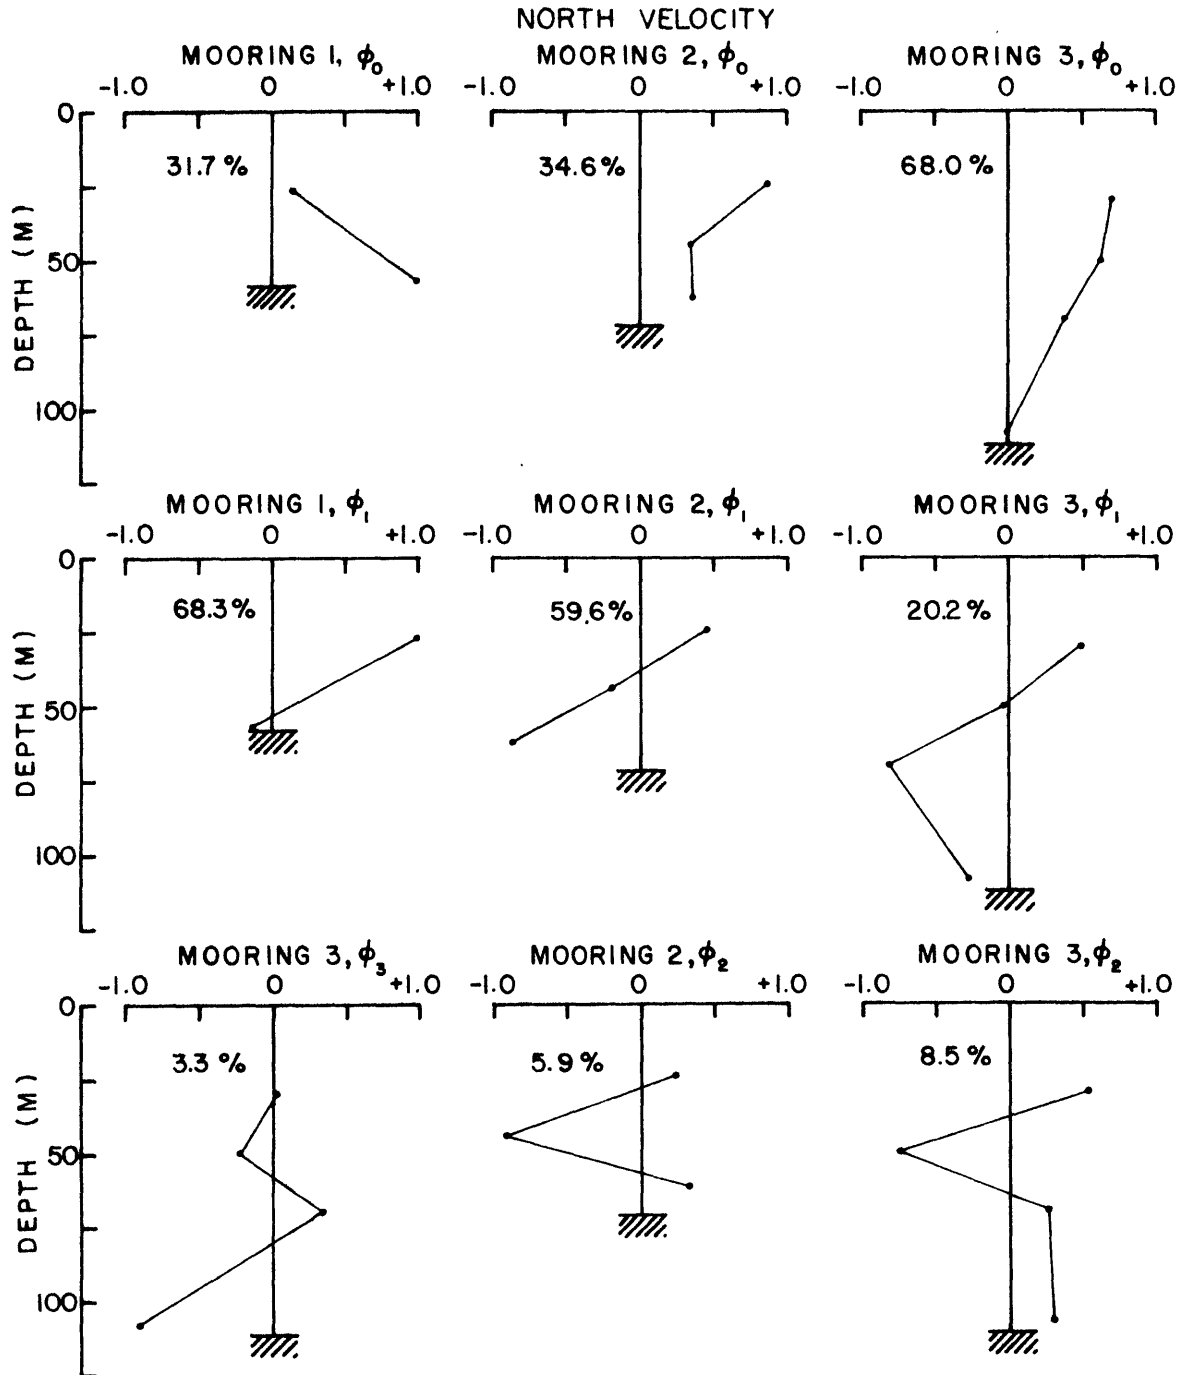 NORTH VELOCITY
MOORING 1, ϕ₀ MOORING 2, ϕ₀ MOORING 3, ϕ₀
-1.0 0 +1.0 -1.0 0 +1.0 -1.0 0 +1.0
0
31.7 % 34.6 % 68.0 %
DEPTH (M)
50
100
MOORING 1, ϕ₁ MOORING 2, ϕ₁ MOORING 3, ϕ₁
-1.0 0 +1.0 -1.0 0 +1.0 -1.0 0 +1.0
0
68.3 % 59.6 % 20.2 %
DEPTH (M)
50
100
MOORING 3, ϕ₃ MOORING 2, ϕ₂ MOORING 3, ϕ₂
-1.0 0 +1.0 -1.0 0 +1.0 -1.0 0 +1.0
0
3.3 % 5.9 % 8.5 %
DEPTH (M)
50
100